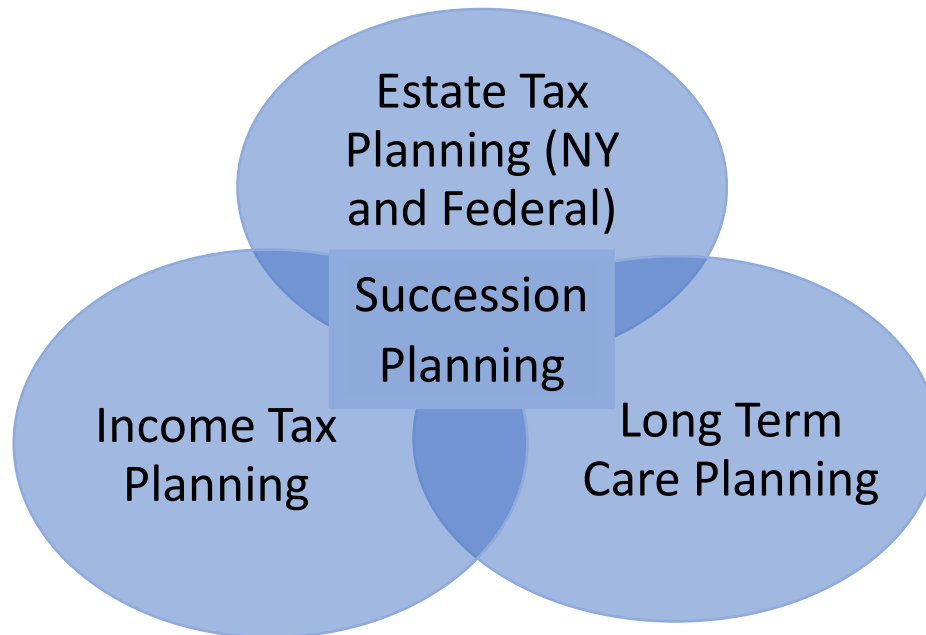 Estate Tax
Planning (NY
and Federal)
Succession
Planning
Income Tax
Planning
Long Term
Care Planning